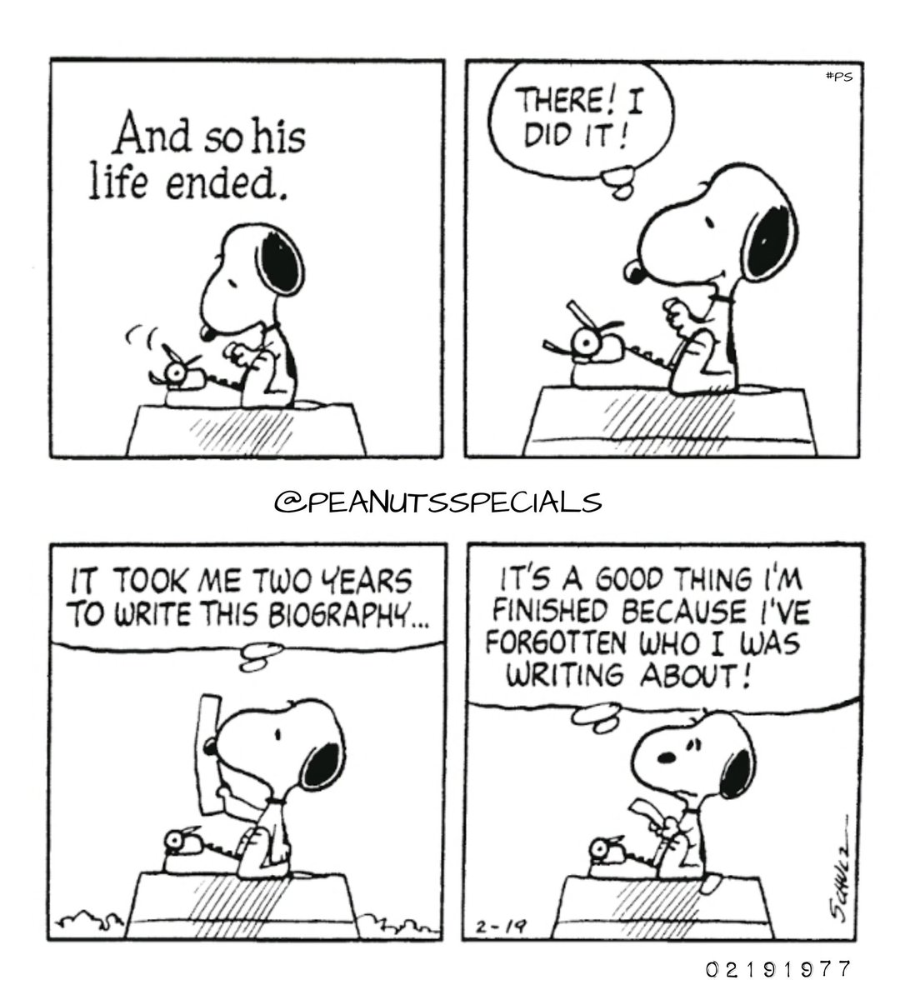 And so his
life ended.
#PS
THERE! I
DID IT!
@PEANUTSSPECIALS
IT TOOK ME TWO YEARS
TO WRITE THIS BIOGRAPHY...
IT'S A GOOD THING I'M
FINISHED BECAUSE I'VE
FORGOTTEN WHO I WAS
WRITING ABOUT!
SCHULZ
2-19
02191977